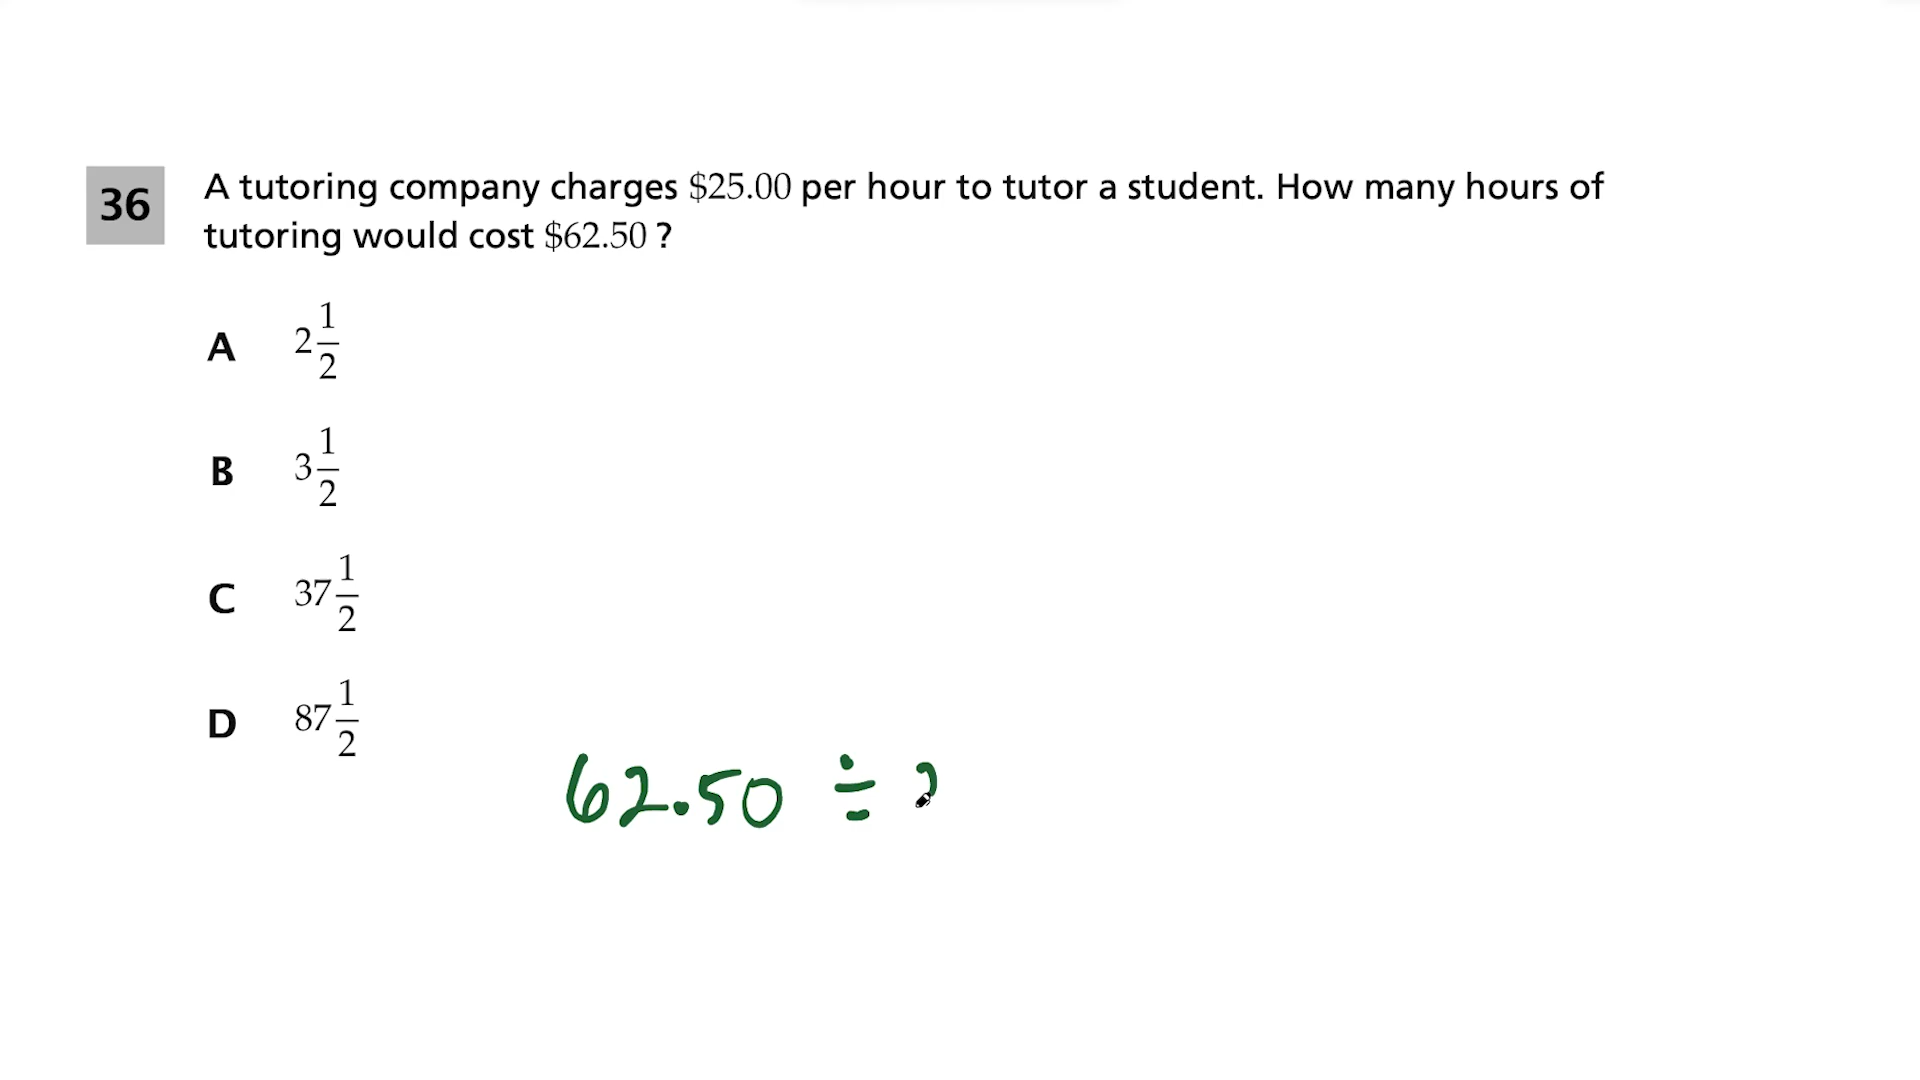 36 A tutoring company charges $25.00 per hour to tutor a student. How many hours of
tutoring would cost $62.50 ?
A 2 1/2
B 3 1/2
C 37 1/2
D 87 1/2
62.50 ÷ 2